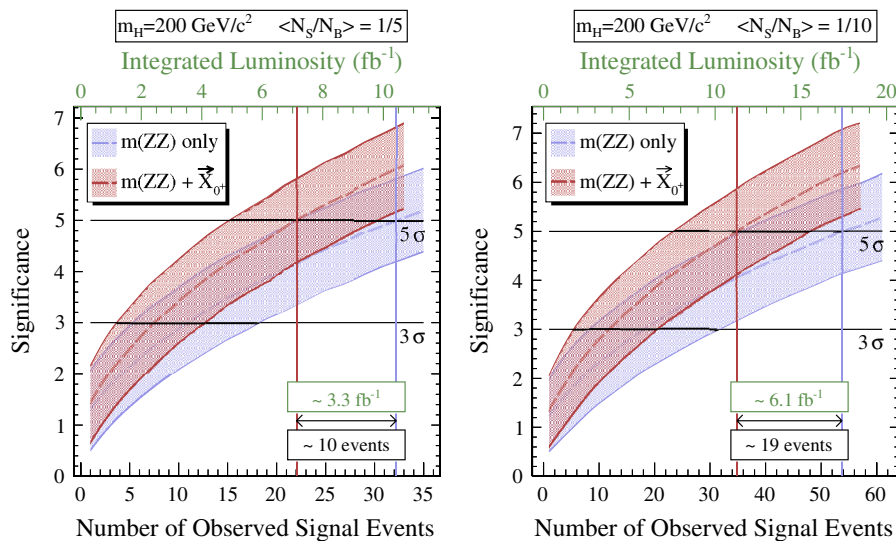 m_H=200 GeV/c² <N_S/N_B> = 1/5
Integrated Luminosity (fb⁻¹)
0 2 4 6 8 10
7
6
5
4
3
2
1
0
Significance
m(ZZ) only
m(ZZ) + X⃗_0⁺
5 σ
3 σ
~ 3.3 fb⁻¹
~ 10 events
0 5 10 15 20 25 30 35
Number of Observed Signal Events
m_H=200 GeV/c² <N_S/N_B> = 1/10
Integrated Luminosity (fb⁻¹)
0 5 10 15 20
7
6
5
4
3
2
1
0
Significance
m(ZZ) only
m(ZZ) + X⃗_0⁺
5 σ
3 σ
~ 6.1 fb⁻¹
~ 19 events
0 10 20 30 40 50 60
Number of Observed Signal Events